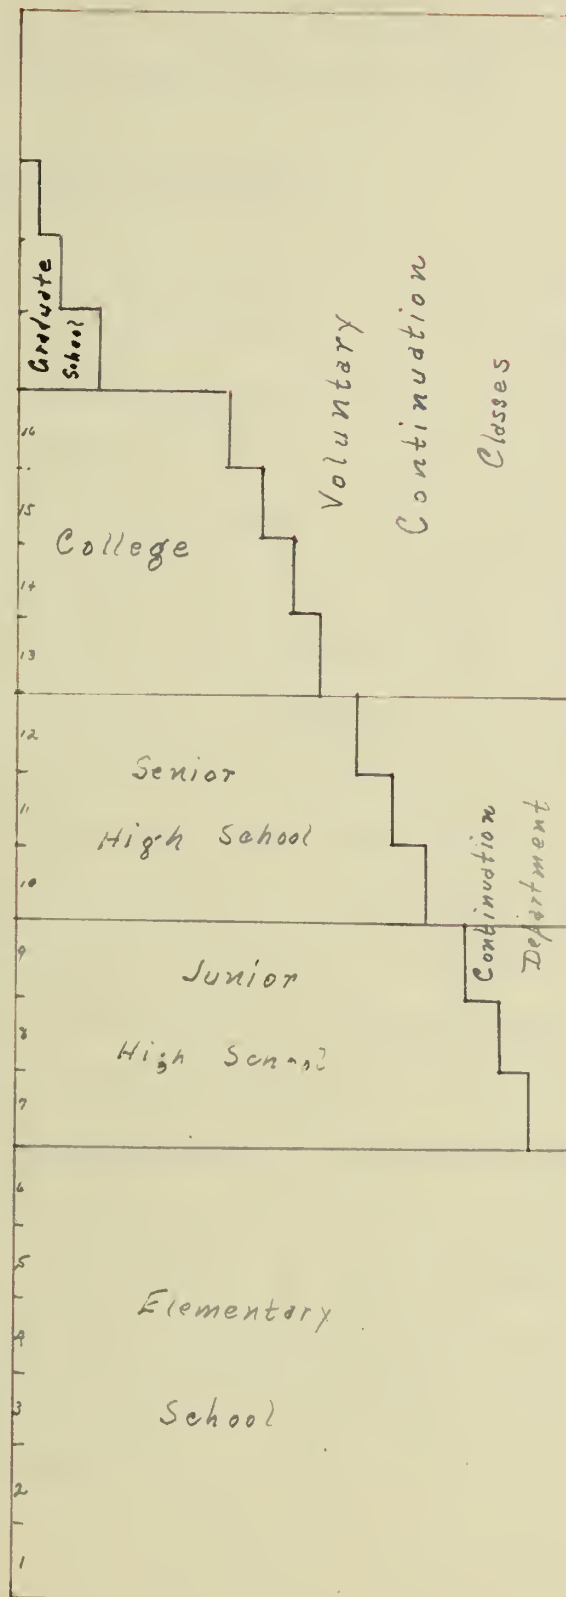 Graduate
School
Voluntary
Continuation
Classes
16
15
College
14
13
12
Senior
11
High School
10
Continuation
Department
9
Junior
8
High School
7
6
5
Elementary
4
3
School
2
1